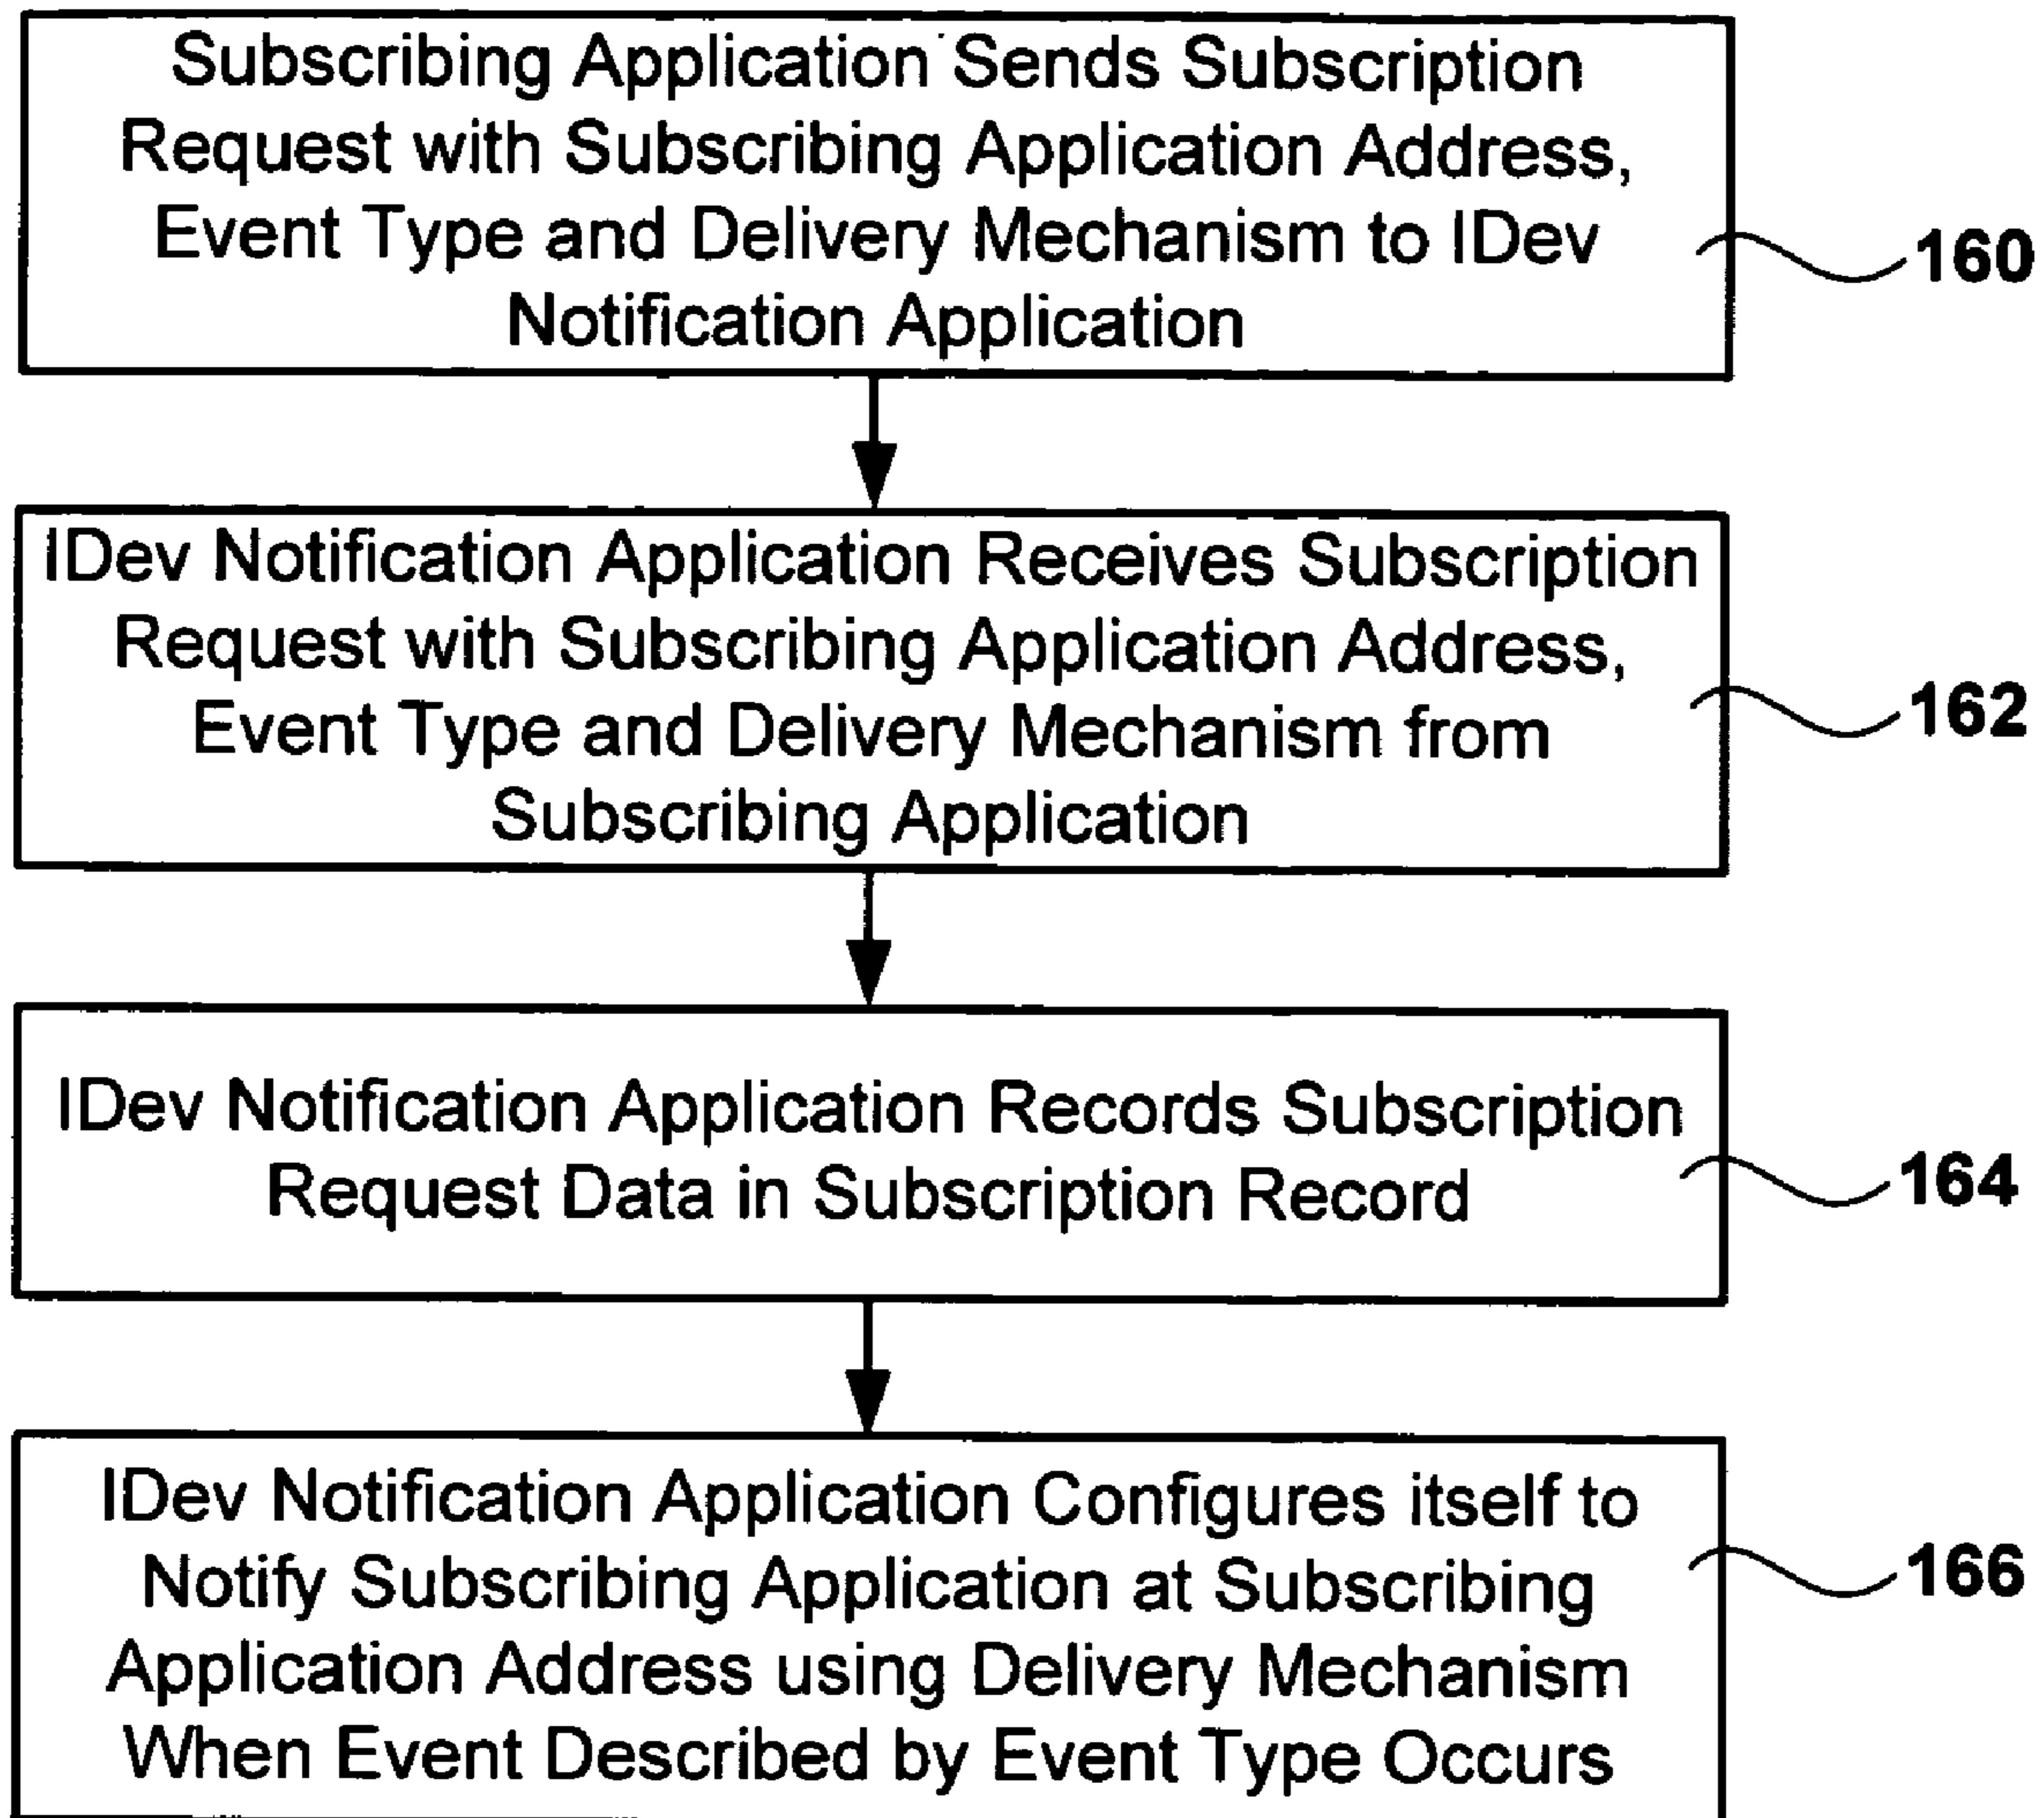 Subscribing Application Sends Subscription
Request with Subscribing Application Address,
Event Type and Delivery Mechanism to IDev
Notification Application
160
IDev Notification Application Receives Subscription
Request with Subscribing Application Address,
Event Type and Delivery Mechanism from
Subscribing Application
162
IDev Notification Application Records Subscription
Request Data in Subscription Record
164
IDev Notification Application Configures itself to
Notify Subscribing Application at Subscribing
Application Address using Delivery Mechanism
When Event Described by Event Type Occurs
166